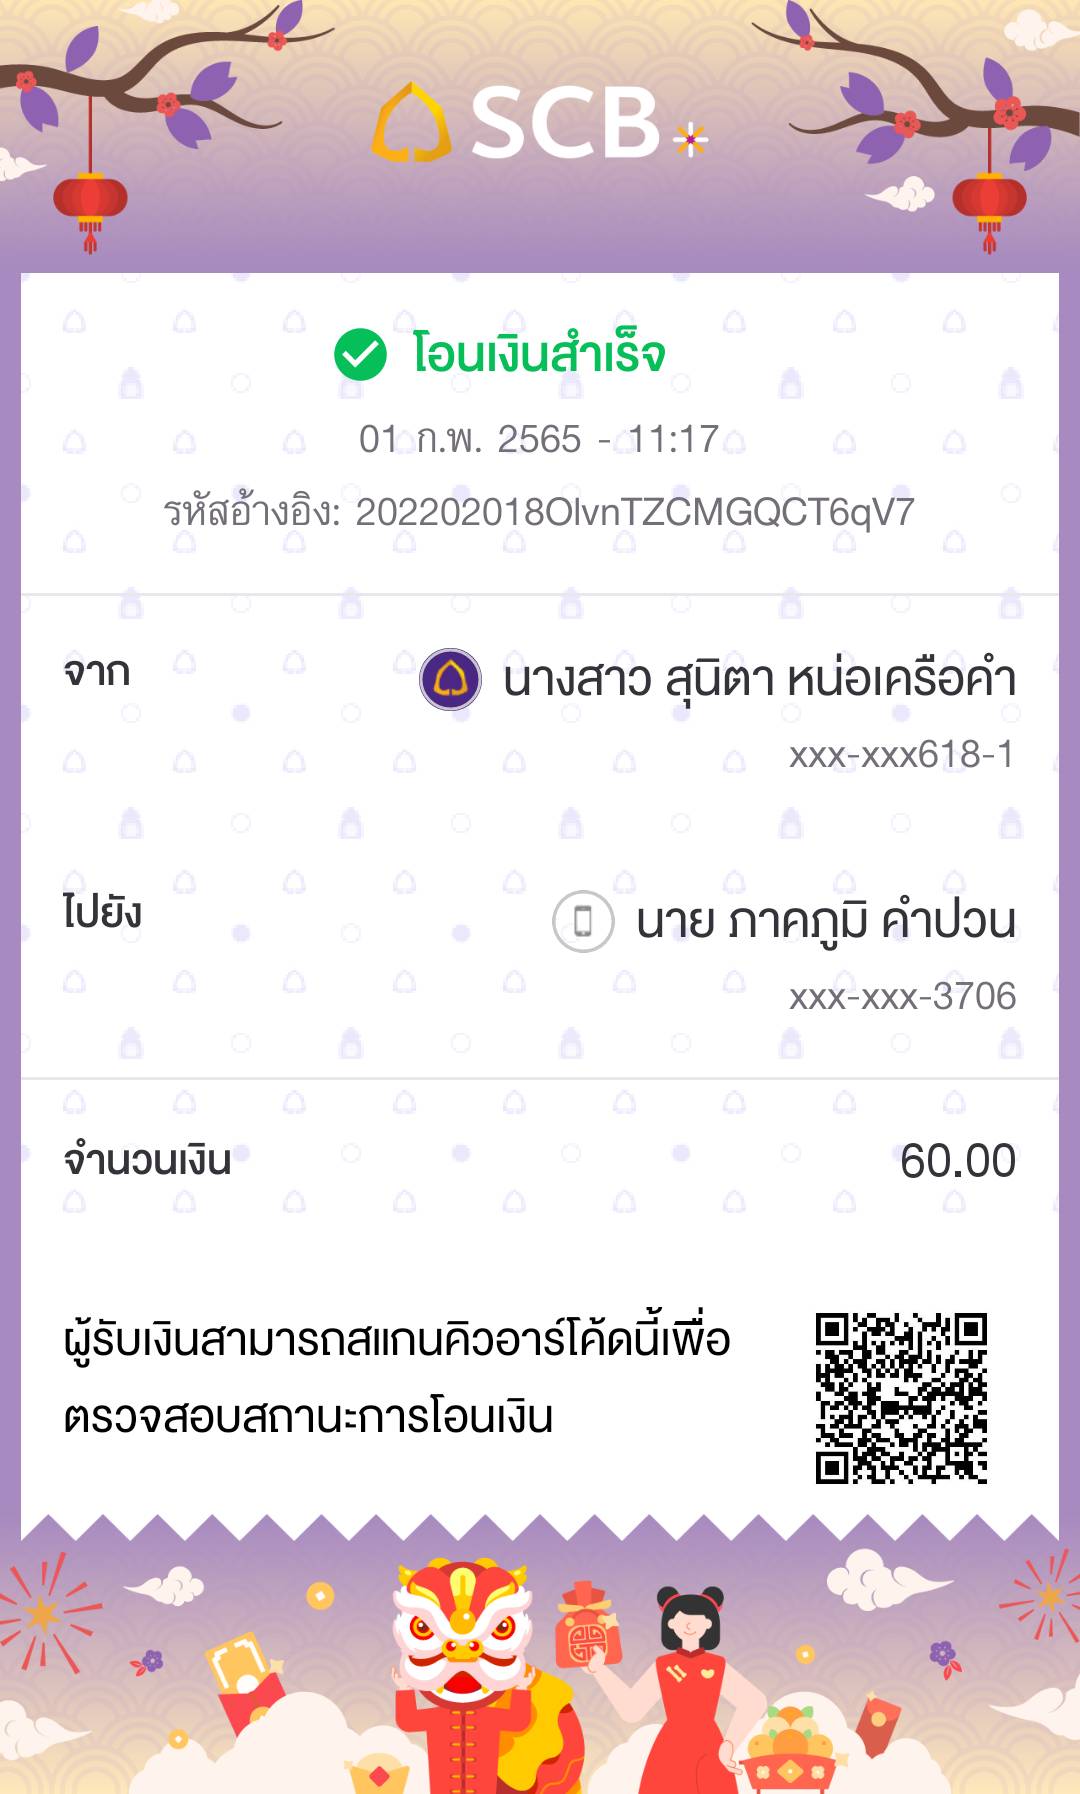 SCB
โอนเงินสำเร็จ
01 ก.พ. 2565 - 11:17
รหัสอ้างอิง: 202202018OlvnTZCMGQCT6qV7
จาก
นางสาว สุนิตา หน่อเครือคำ
xxx-xxx618-1
ไปยัง
นาย ภาคภูมิ คำปวน
xxx-xxx-3706
จำนวนเงิน
60.00
ผู้รับเงินสามารถสแกนคิวอาร์โค้ดนี้เพื่อ
ตรวจสอบสถานะการโอนเงิน